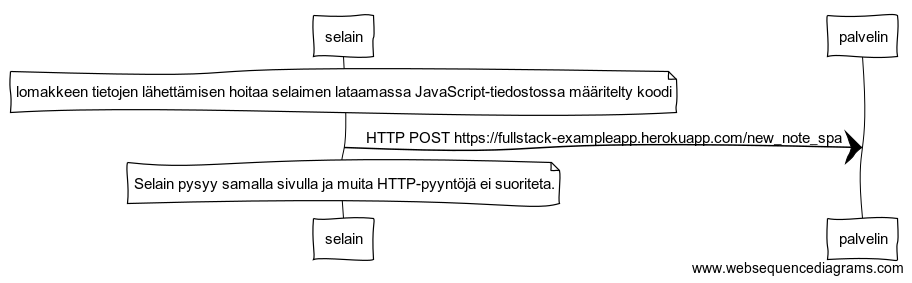 selain
palvelin
lomakkeen tietojen lähettämisen hoitaa selaimen lataamassa JavaScript-tiedostossa määritelty koodi
HTTP POST https://fullstack-exampleapp.herokuapp.com/new_note_spa
Selain pysyy samalla sivulla ja muita HTTP-pyyntöjä ei suoriteta.
selain
palvelin
www.websequencediagrams.com